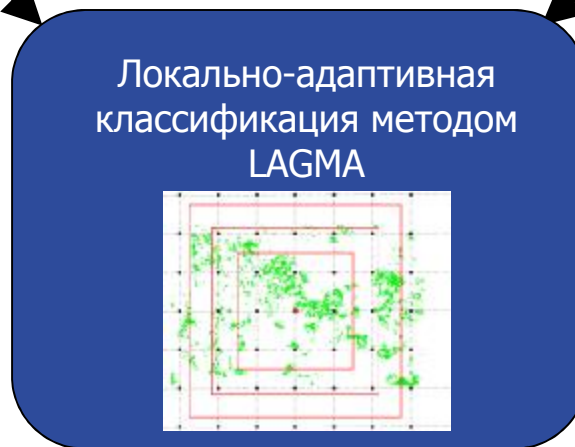 Локально-адаптивная
классификация методом
LAGMA